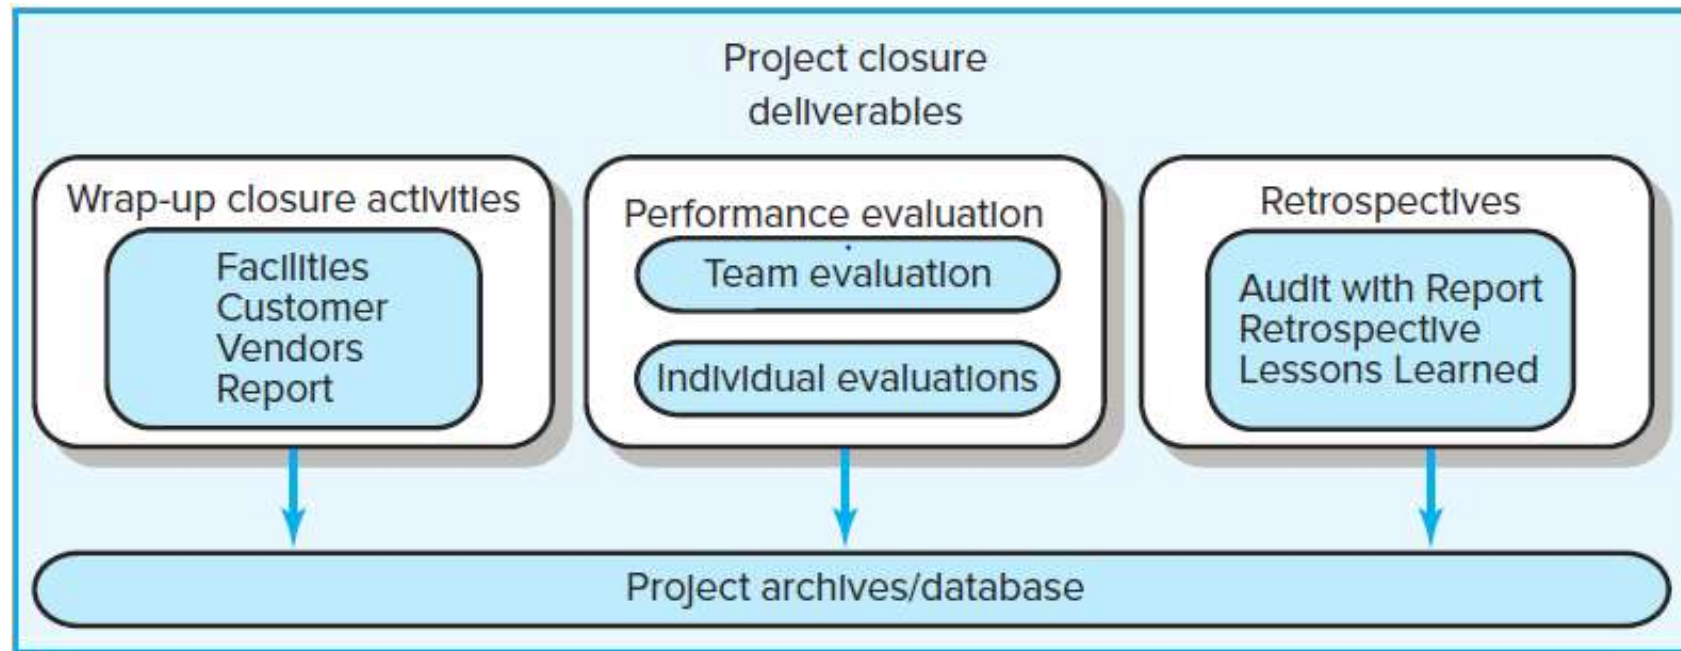 Project closure
deliverables
Wrap-up closure activities
Facilities
Customer
Vendors
Report
Performance evaluation
Team evaluation
Individual evaluations
Retrospectives
Audit with Report
Retrospective
Lessons Learned
Project archives/database